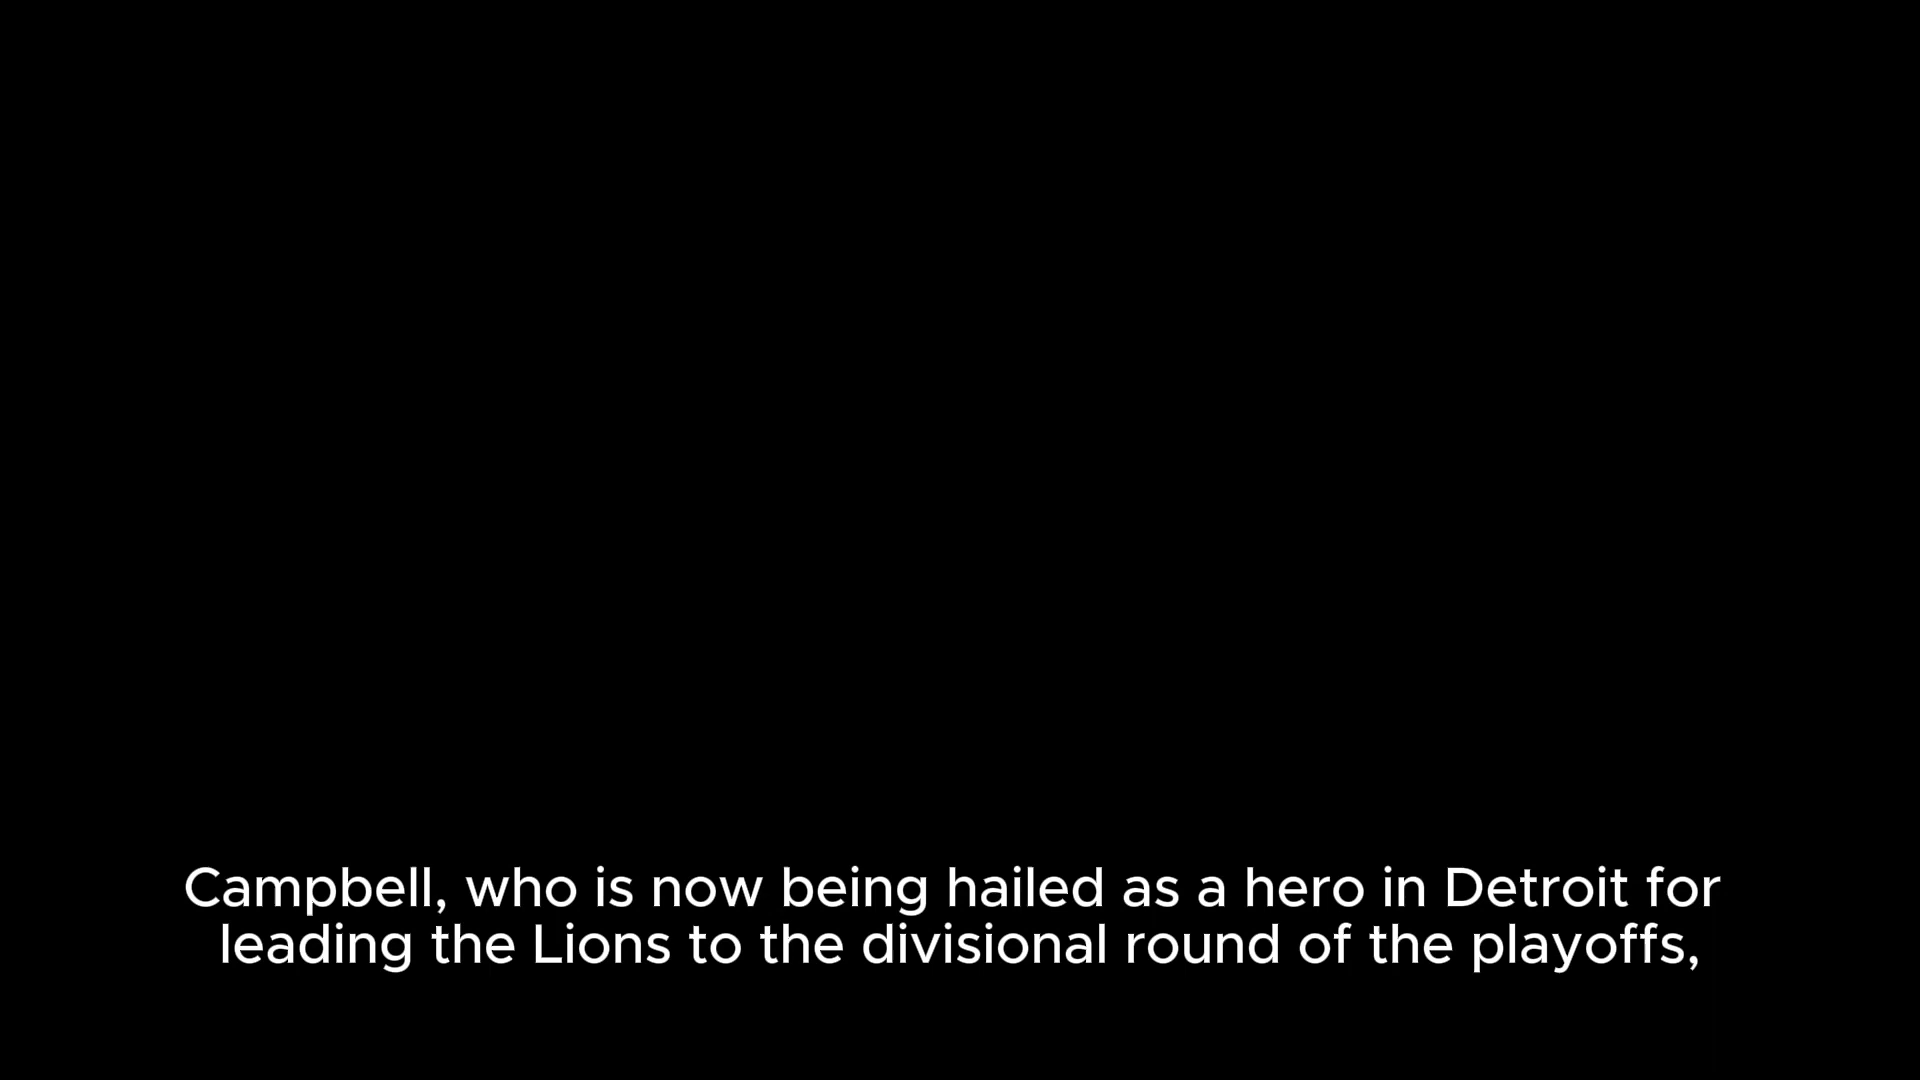 Campbell, who is now being hailed as a hero in Detroit for
leading the Lions to the divisional round of the playoffs,